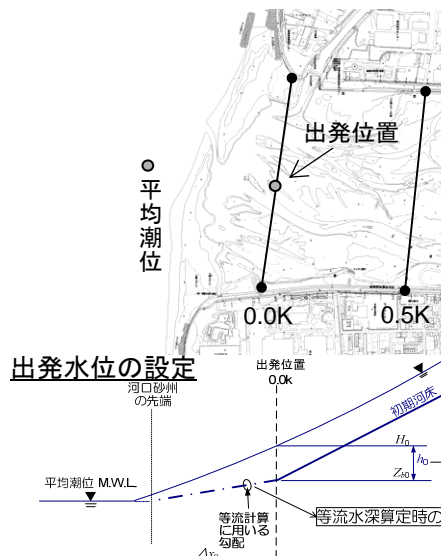 出発位置
平均潮位
0.0K
0.5K
出発水位の設定
出発位置
0.0k
河口砂州
の先端
初期河床
H₀
h₀
Z_b0
平均潮位 M.W.L.
等流計算
に用いる
勾配
等流水深算定時の